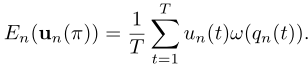 $$E_n(\mathbf{u}_n(\pi)) = \frac{1}{T} \sum_{t=1}^{T} u_n(t)\omega(q_n(t)).$$